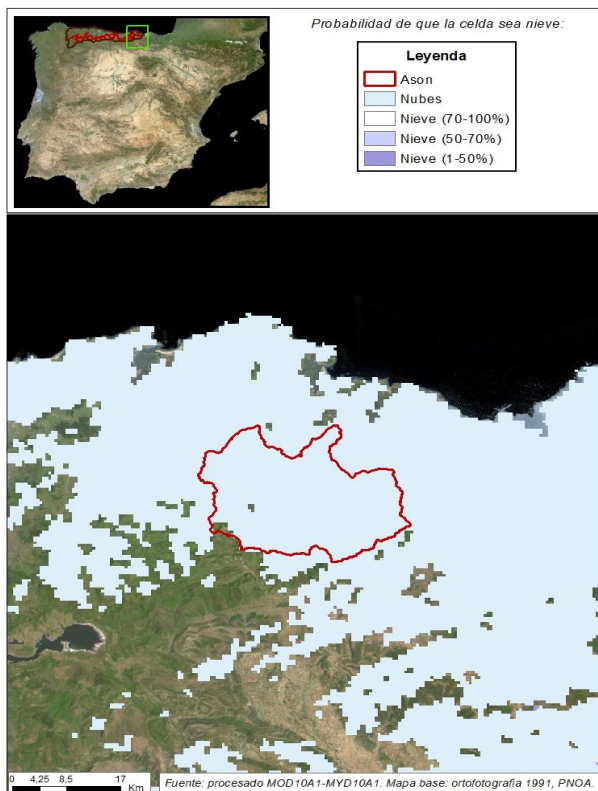 Probabilidad de que la celda sea nieve:
Leyenda
Ason
Nubes
Nieve (70-100%)
Nieve (50-70%)
Nieve (1-50%)
0 4,25 8,5 17
Km
Fuente: procesado MOD10A1-MYD10A1. Mapa base: ortofotografia 1991, PNOA.